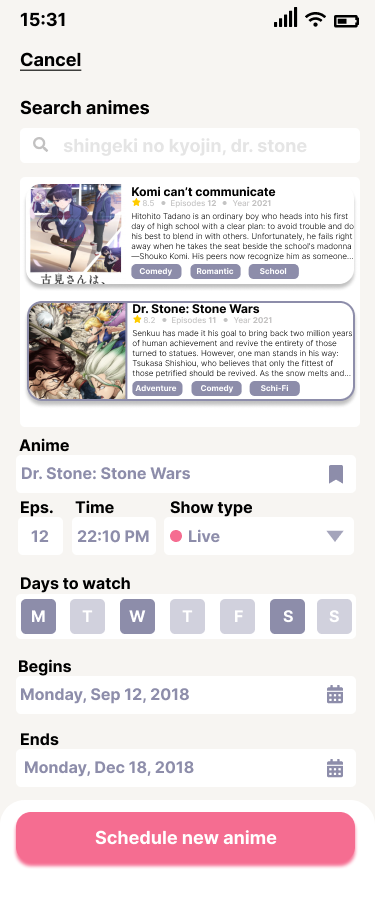 15:31
Cancel
Search animes
shingeki no kyojin, dr. stone
Komi can't communicate
8.5 • Episodes 12 • Year 2021
Hitohito Tadano is an ordinary boy who heads into his first
day of high school with a clear plan: to avoid trouble and do
his best to blend in with others. Unfortunately, he fails right
away when he takes the seat beside the school's madonna
—Shouko Komi. His peers now recognize him as someone...
Comedy Romantic School
古見さんは、
Dr. Stone: Stone Wars
8.2 • Episodes 11 • Year 2021
Senkuu has made it his goal to bring back two million years
of human achievement and revive the entirety of those
turned to statues. However, one man stands in his way:
Tsukasa Shishiou, who believes that only the fittest of
those petrified should be revived. As the snow melts and...
Adventure Comedy Schi-Fi
Anime
Dr. Stone: Stone Wars
Eps. Time Show type
12 22:10 PM Live
Days to watch
M T W T F S S
Begins
Monday, Sep 12, 2018
Ends
Monday, Dec 18, 2018
Schedule new anime